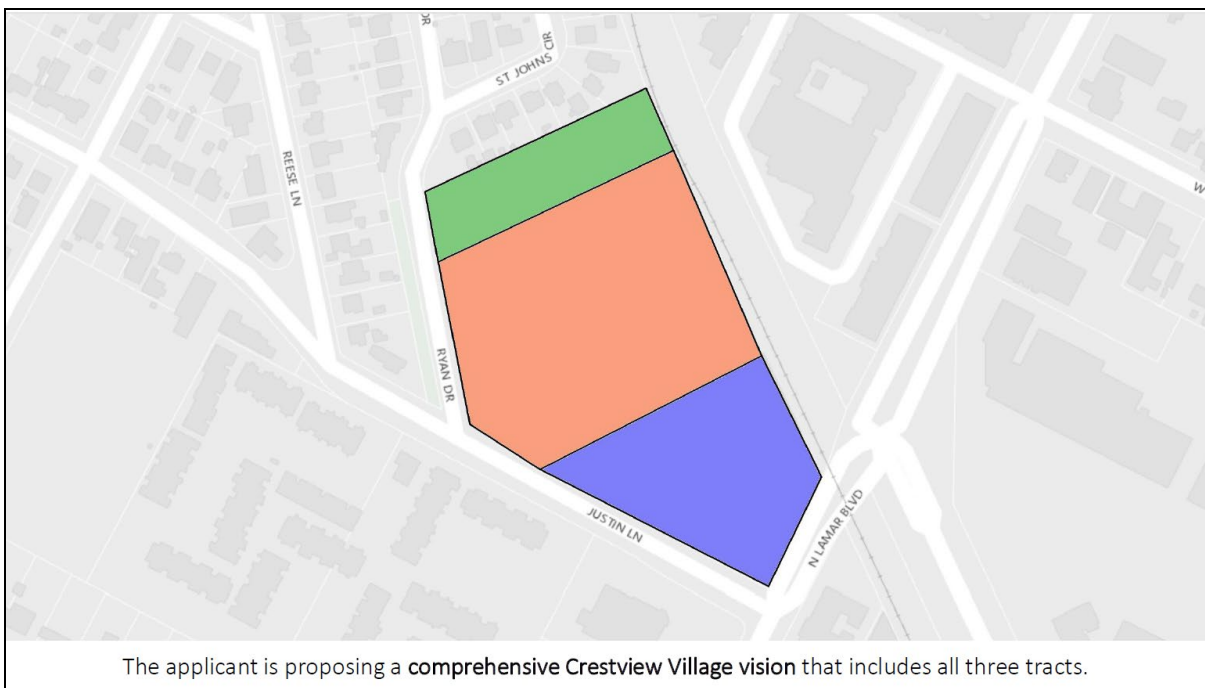 DR
ST JOHNS CIR
REESE LN
W
RYAN DR
JUSTIN LN
N LAMAR BLVD
The applicant is proposing a comprehensive Crestview Village vision that includes all three tracts.